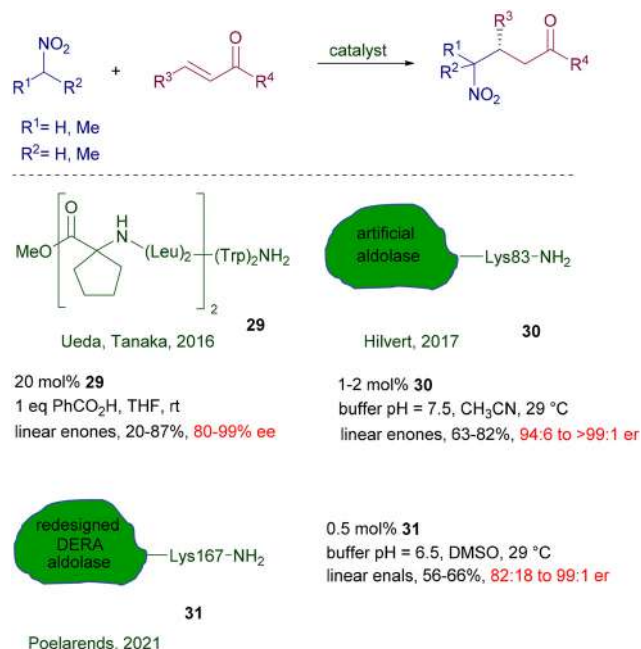 NO₂
R¹ R²
+
R³
O
R⁴
catalyst
R³
O
R¹
R²
NO₂
R⁴
R¹= H, Me
R²= H, Me
O
H
MeO
N
(Leu)₂
(Trp)₂NH₂
2
29
Ueda, Tanaka, 2016
20 mol% 29
1 eq PhCO₂H, THF, rt
linear enones, 20-87%, 80-99% ee
artificial
aldolase
Lys83-NH₂
30
Hilvert, 2017
1-2 mol% 30
buffer pH = 7.5, CH₃CN, 29 °C
linear enones, 63-82%, 94:6 to >99:1 er
redesigned
DERA
aldolase
Lys167-NH₂
31
Poelarends, 2021
0.5 mol% 31
buffer pH = 6.5, DMSO, 29 °C
linear enals, 56-66%, 82:18 to 99:1 er